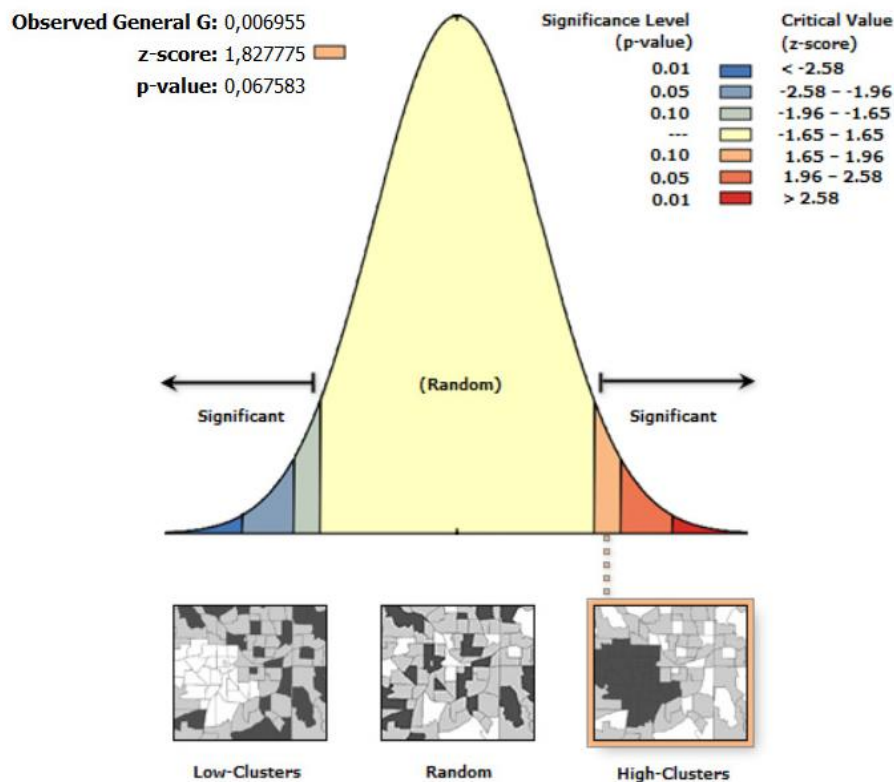 Observed General G: 0,006955
z-score: 1,827775
p-value: 0,067583
Significance Level Critical Value
(p-value) (z-score)
0.01 < -2.58
0.05 -2.58 – -1.96
0.10 -1.96 – -1.65
--- -1.65 – 1.65
0.10 1.65 – 1.96
0.05 1.96 – 2.58
0.01 > 2.58
(Random)
Significant Significant
Low-Clusters Random High-Clusters